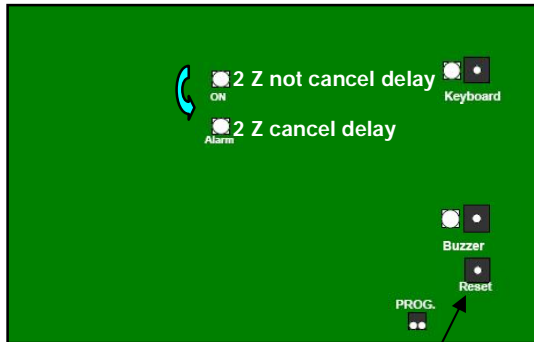 2 Z not cancel delay
ON
Keyboard
2 Z cancel delay
Alarm
Buzzer
Reset
PROG.